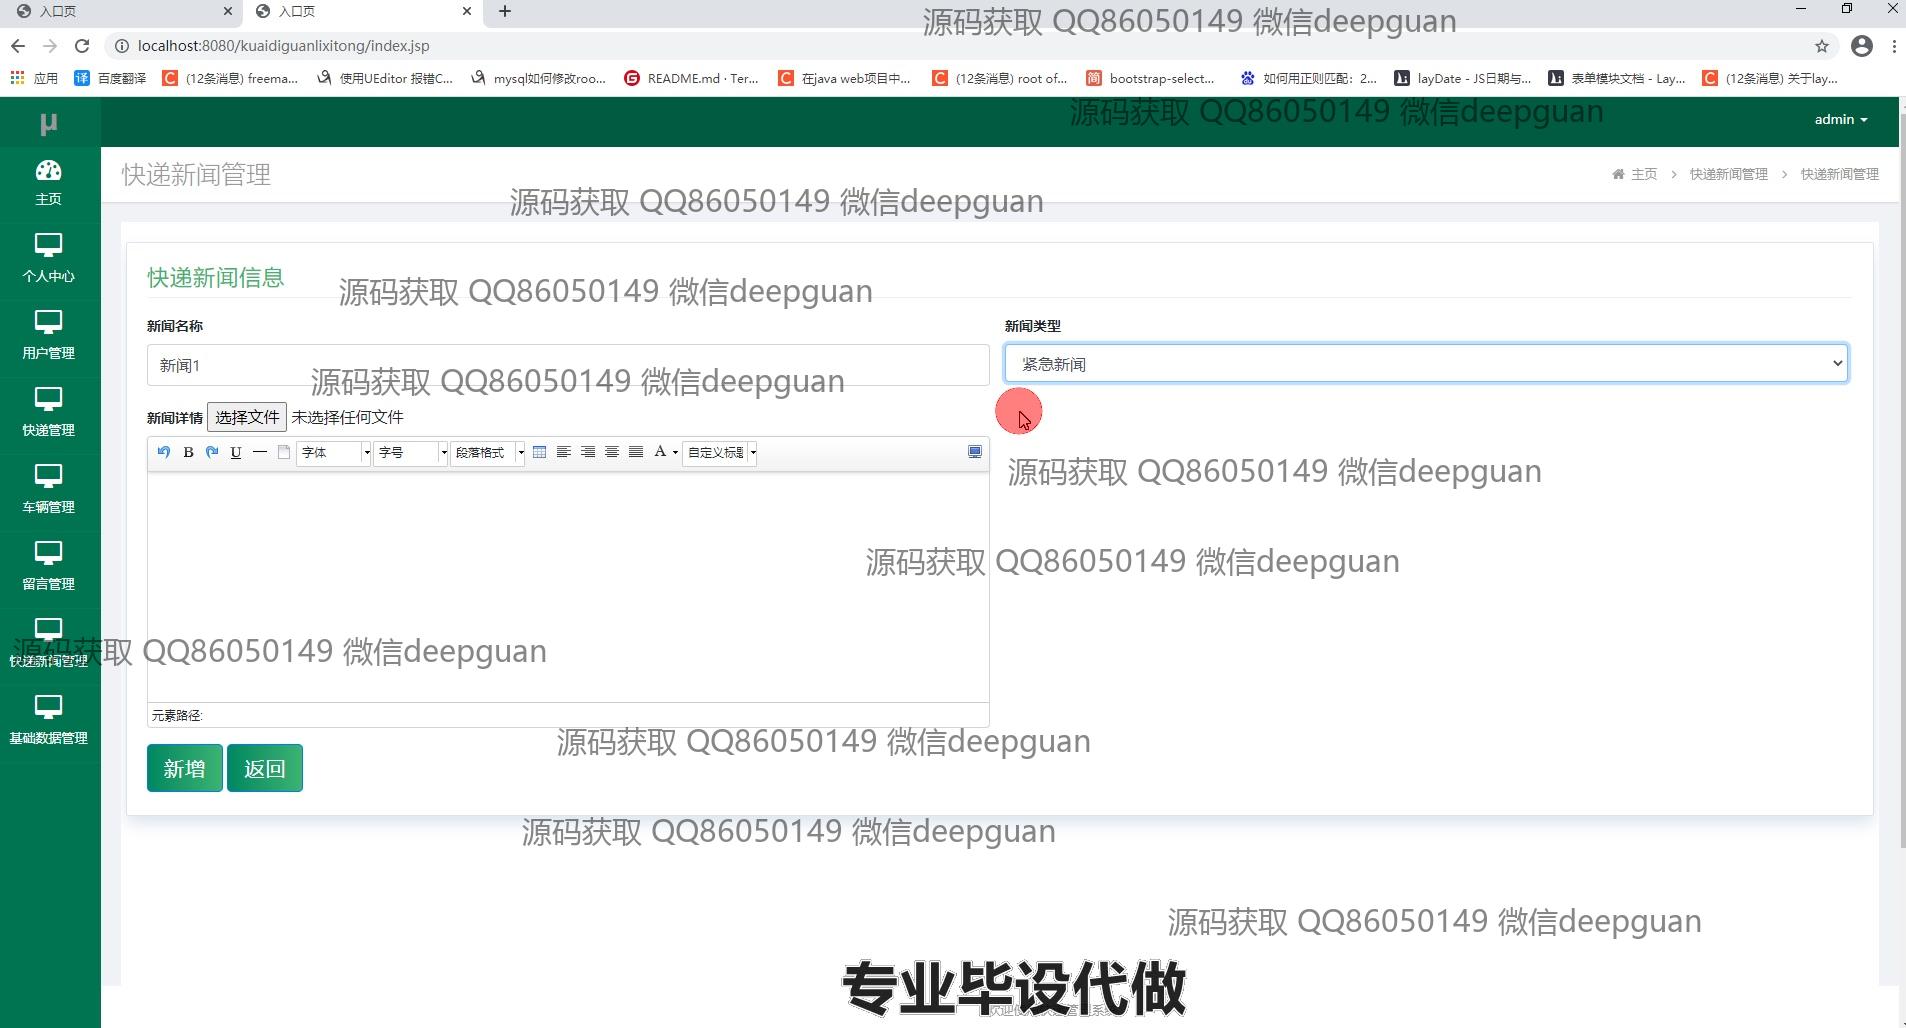 入口页
入口页
源码获取 QQ86050149 微信deepguan
localhost:8080/kuaidiguanlixitong/index.jsp
应用 百度翻译 (12条消息) freema... 使用UEditor 报错C... mysql如何修改roo... README.md · Ter... 在java web项目中... (12条消息) root of... bootstrap-select... 如何用正则匹配：2... layDate - JS日期与... 表单模块文档 - Lay... (12条消息) 关于lay...
源码获取 QQ86050149 微信deepguan
μ
admin
主页
快递新闻管理
主页 > 快递新闻管理 > 快递新闻管理
源码获取 QQ86050149 微信deepguan
个人中心
快递新闻信息
源码获取 QQ86050149 微信deepguan
新闻名称 新闻类型
用户管理
新闻1
紧急新闻
源码获取 QQ86050149 微信deepguan
新闻详情 选择文件 未选择任何文件
快递管理
B U 字体 字号 段落格式 A 自定义标题
源码获取 QQ86050149 微信deepguan
车辆管理
源码获取 QQ86050149 微信deepguan
留言管理
源码获取 QQ86050149 微信deepguan
快递新闻管理
元素路径:
基础数据管理
源码获取 QQ86050149 微信deepguan
新增 返回
源码获取 QQ86050149 微信deepguan
源码获取 QQ86050149 微信deepguan
专业毕设代做